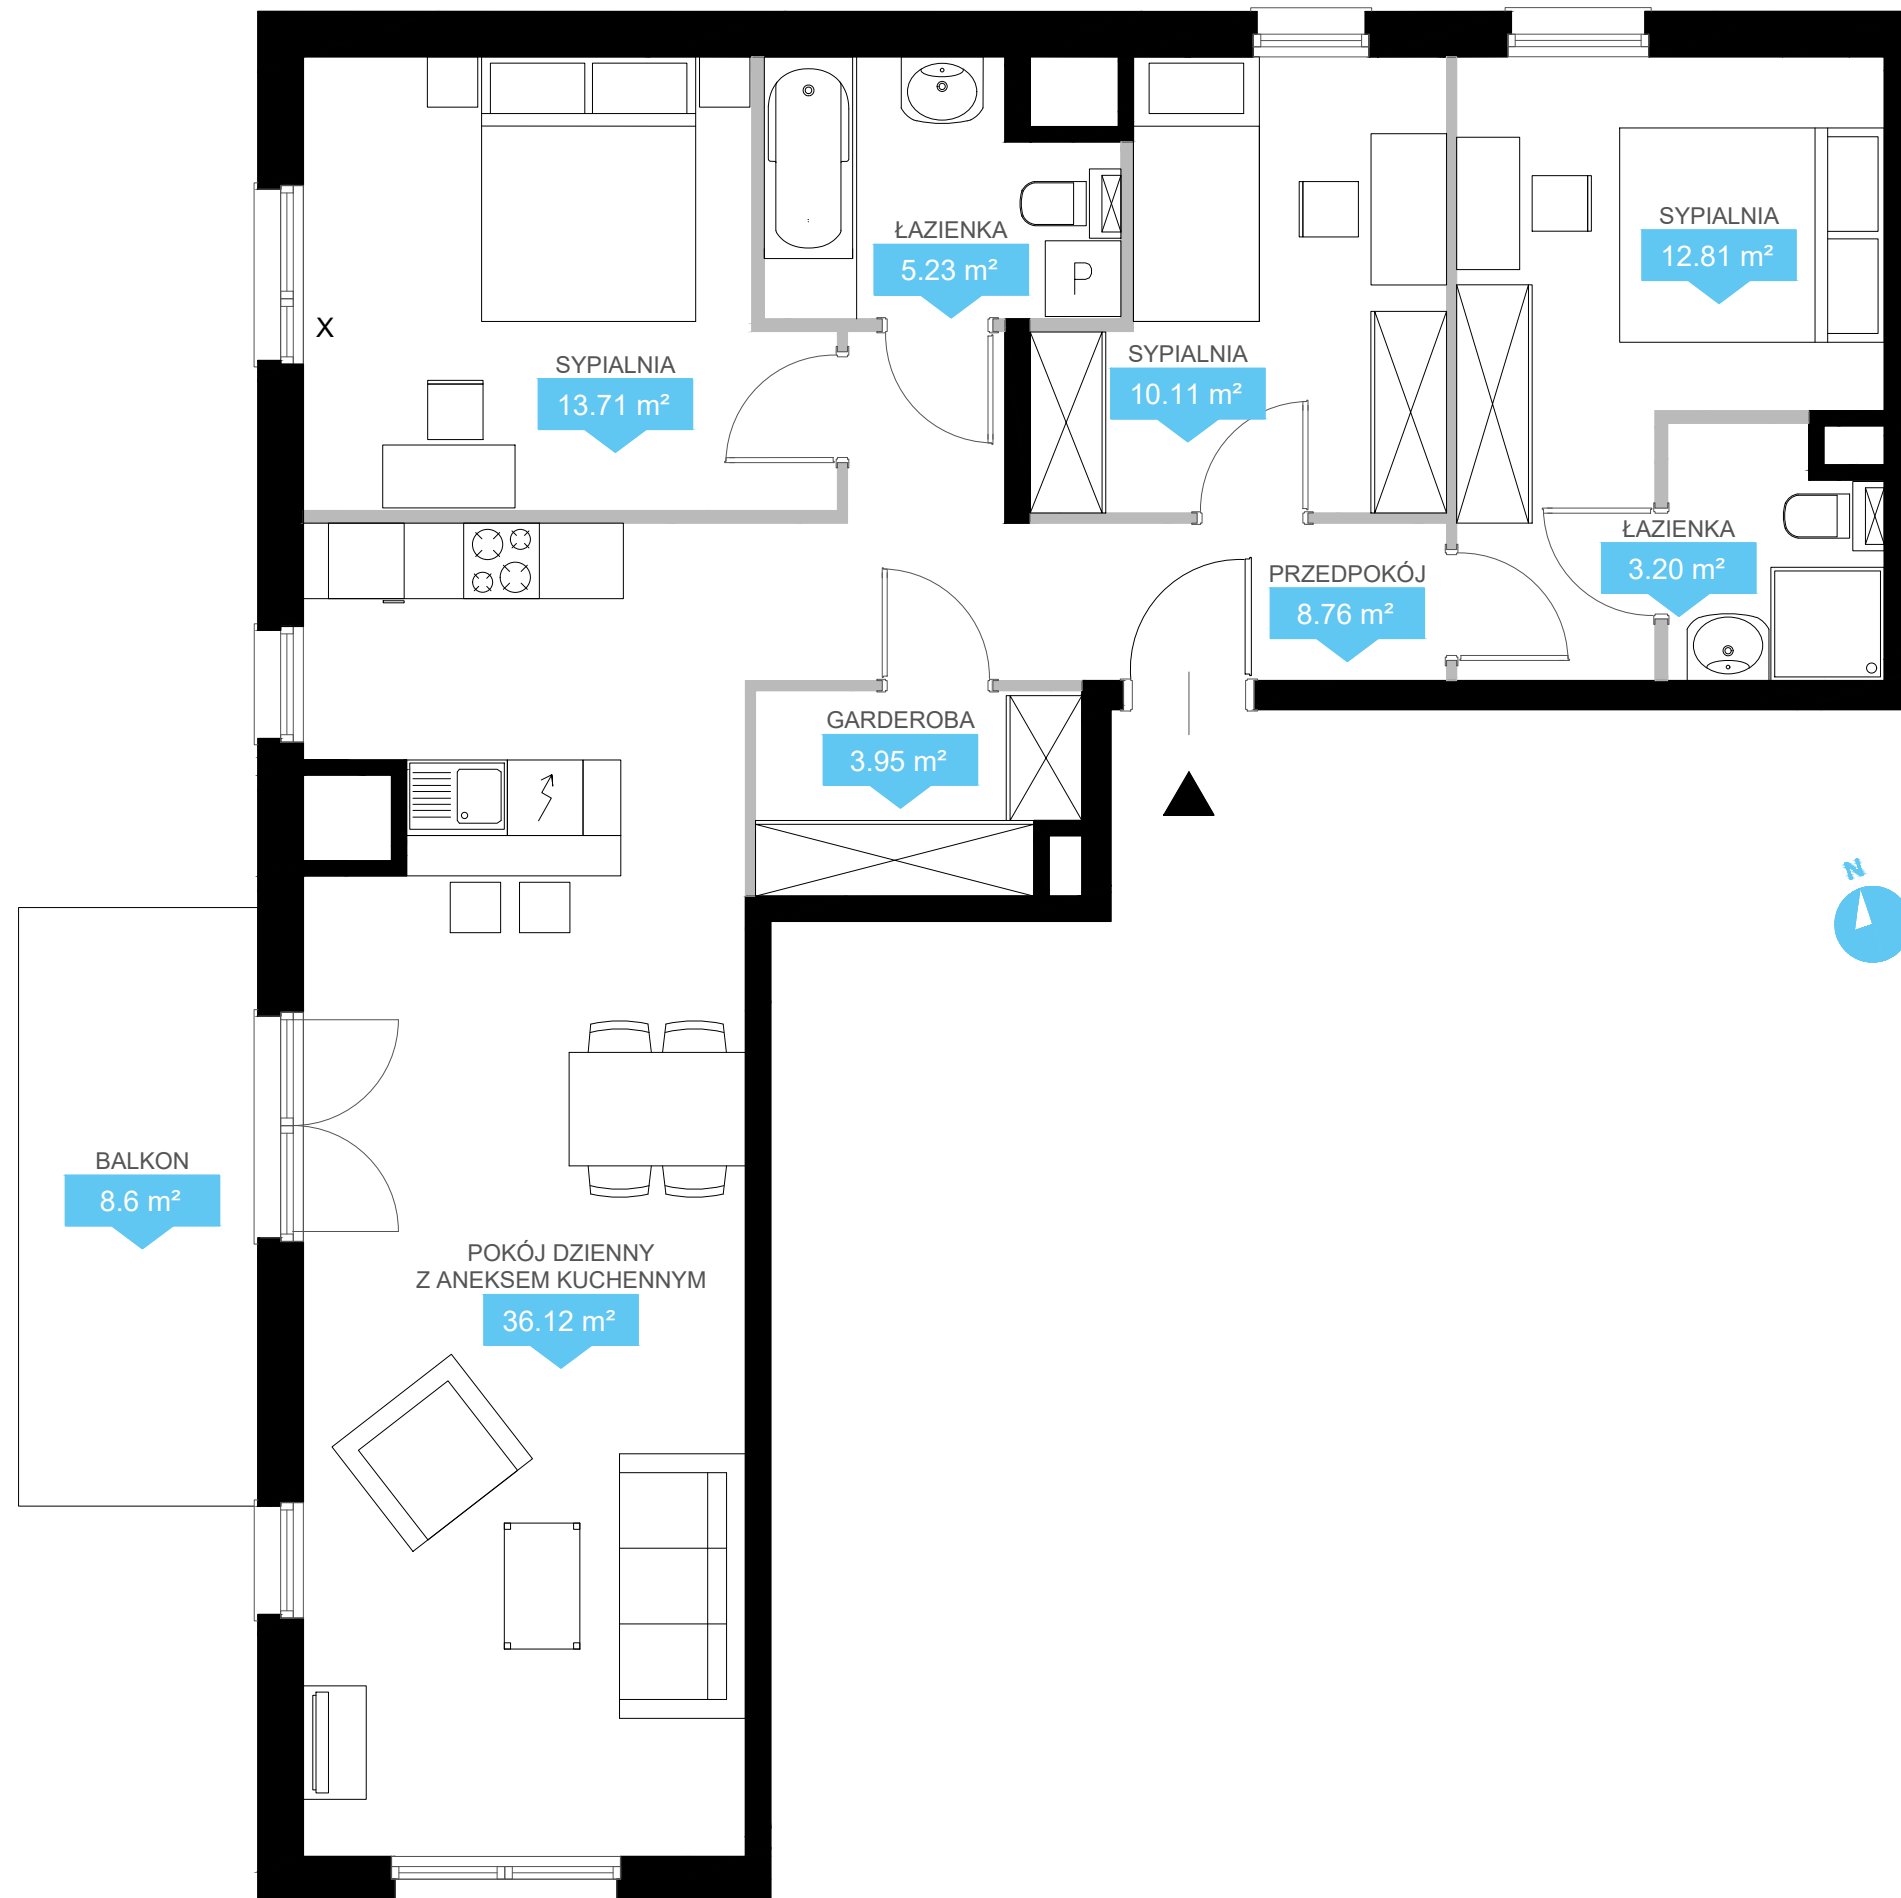 SYPIALNIA
12.81 m²
ŁAZIENKA
5.23 m²
P
X
SYPIALNIA
13.71 m²
SYPIALNIA
10.11 m²
ŁAZIENKA
3.20 m²
PRZEDPOKÓJ
8.76 m²
GARDEROBA
3.95 m²
N
BALKON
8.6 m²
POKÓJ DZIENNY
Z ANEKSEM KUCHENNYM
36.12 m²